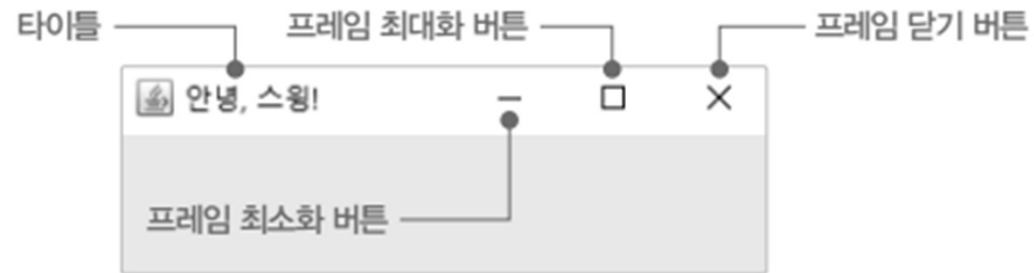 타이틀
프레임 최대화 버튼
프레임 닫기 버튼
안녕, 스윙!
프레임 최소화 버튼